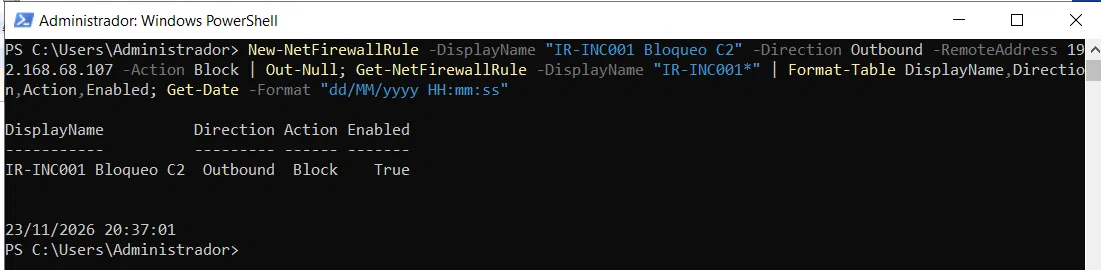 Administrador: Windows PowerShell
PS C:\Users\Administrador> New-NetFirewallRule -DisplayName "IR-INC001 Bloqueo C2" -Direction Outbound -RemoteAddress 19
2.168.68.107 -Action Block | Out-Null; Get-NetFirewallRule -DisplayName "IR-INC001*" | Format-Table DisplayName,Directio
n,Action,Enabled; Get-Date -Format "dd/MM/yyyy HH:mm:ss"
DisplayName          Direction Action Enabled
-----------          --------- ------ -------
IR-INC001 Bloqueo C2  Outbound  Block    True
23/11/2026 20:37:01
PS C:\Users\Administrador>